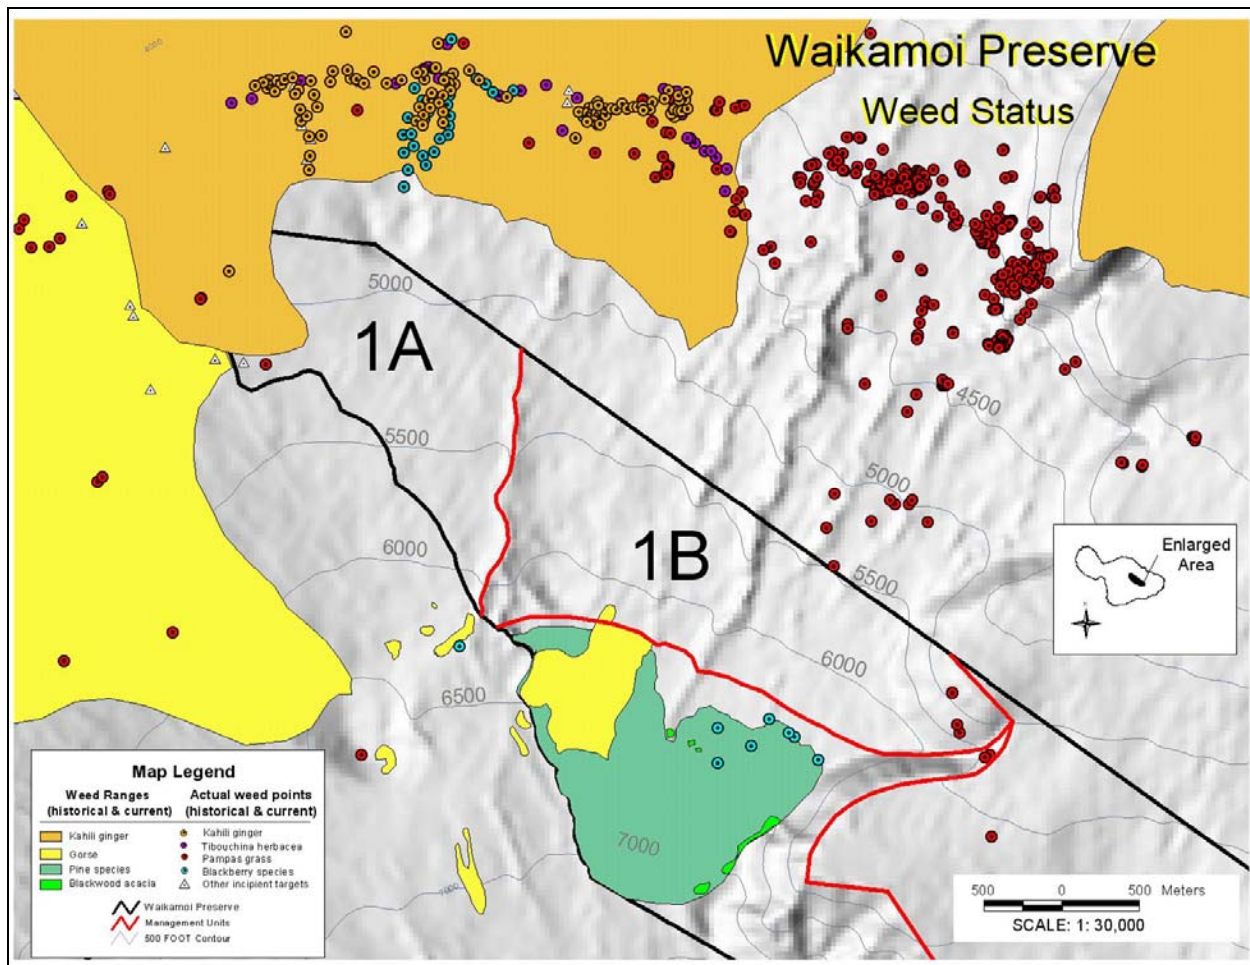 4000
Waikamoi Preserve
Weed Status
5000
1A
4500
5500
5000
1B
6000
5500
Enlarged
Area
6000
6500
7000
7000
Map Legend
Weed Ranges
(historical & current)
Actual weed points
(historical & current)
Kahili ginger
Gorse
Pine species
Blackwood acacia
Kahili ginger
Tibouchina herbacea
Pampas grass
Blackberry species
Other incipient targets
Waikamoi Preserve
Management Units
500 FOOT Contour
500 0 500 Meters
SCALE: 1: 30,000